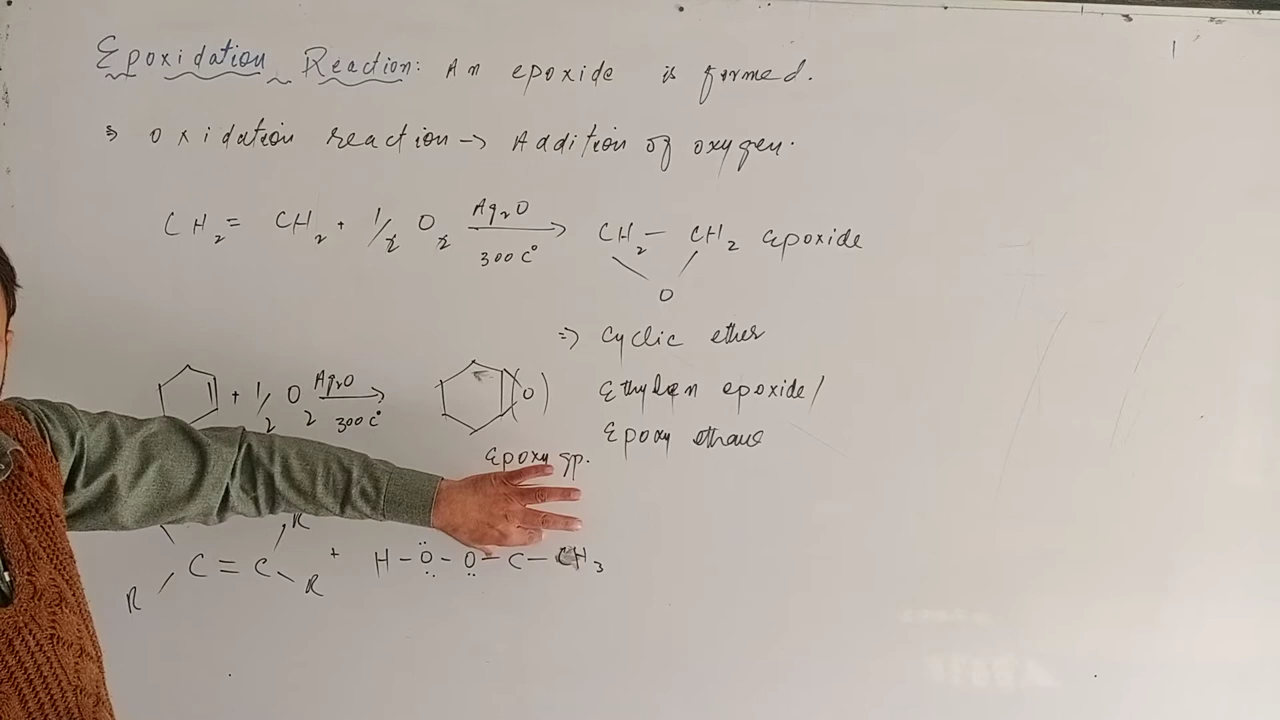 Epoxidation Reaction: An epoxide is formed.
⇒ Oxidation reaction → Addition of oxygen.
CH₂ = CH₂ + 1/2 O₂ Ag₂O 300 C° → CH₂ – CH₂ epoxide
O
⇒ Cyclic ether
+ 1/2 O₂ Ag₂O 300 C° → (O)
Ethylen epoxide/
Epoxy ethane
Epoxy gp.
R
C = C + H – O – O – C – CH₃
R R